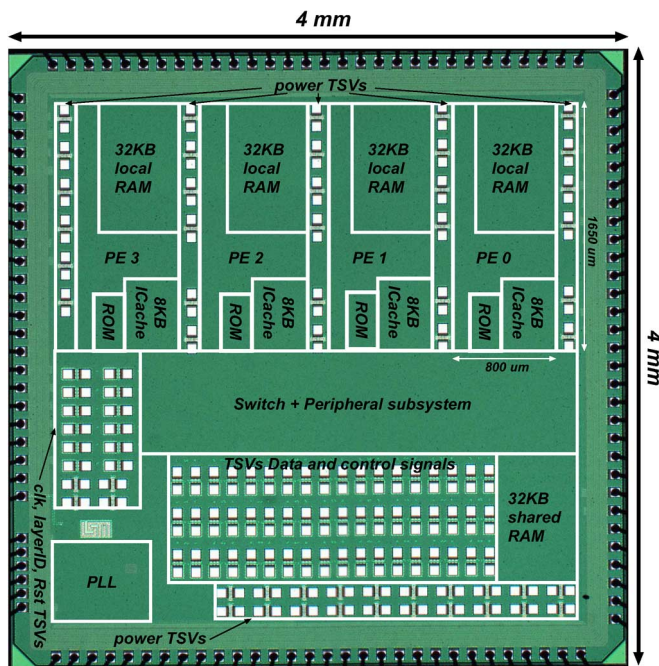 4 mm
power TSVs
32KB
local
RAM
32KB
local
RAM
32KB
local
RAM
32KB
local
RAM
1650 um
PE 3
PE 2
PE 1
PE 0
ROM
8KB
ICache
ROM
8KB
ICache
ROM
8KB
ICache
ROM
8KB
ICache
4 mm
800 um
Switch + Peripheral subsystem
TSVs Data and control signals
clk, layerID, Rst TSVs
32KB
shared
RAM
PLL
power TSVs